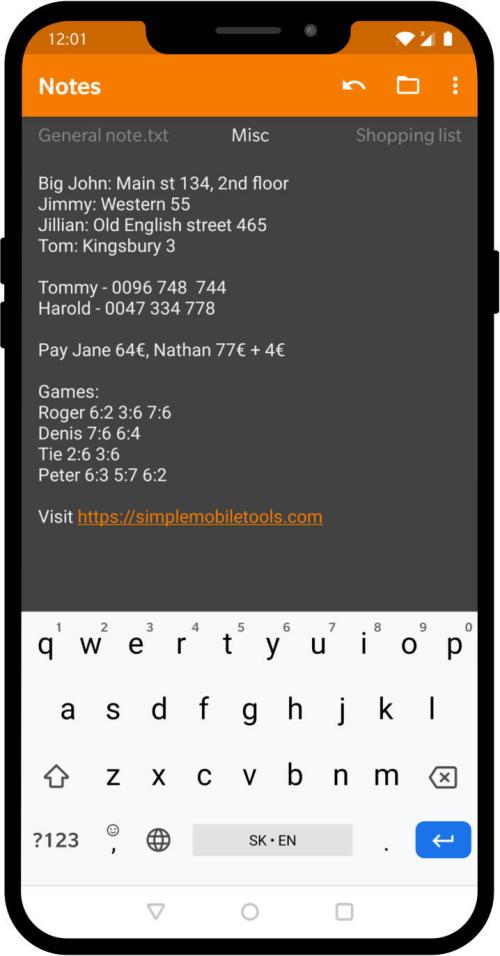 12:01
Notes
General note.txt Misc Shopping list
Big John: Main st 134, 2nd floor
Jimmy: Western 55
Jillian: Old English street 465
Tom: Kingsbury 3
Tommy - 0096 748  744
Harold - 0047 334 778
Pay Jane 64€, Nathan 77€ + 4€
Games:
Roger 6:2 3:6 7:6
Denis 7:6 6:4
Tie 2:6 3:6
Peter 6:3 5:7 6:2
Visit https://simplemobiletools.com
1 2 3 4 5 6 7 8 9 0
q w e r t y u i o p
a s d f g h j k l
z x c v b n m
?123 , SK • EN .